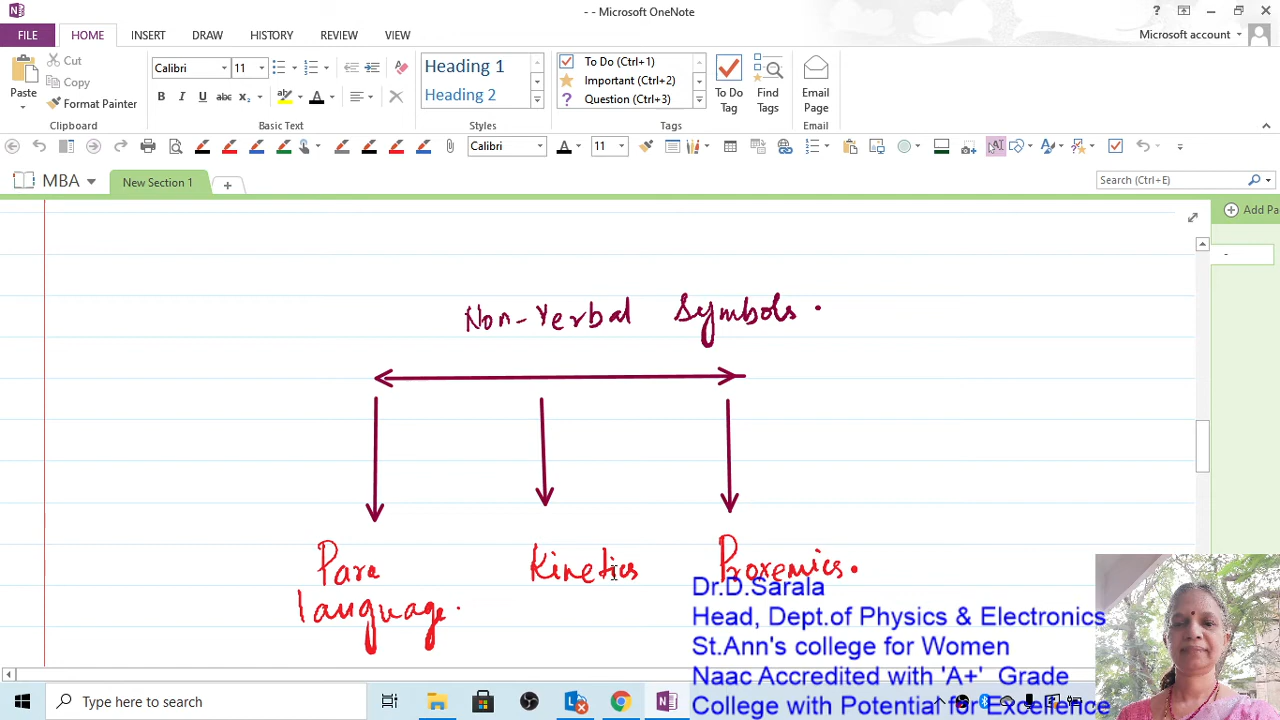 - - Microsoft OneNote
FILE HOME INSERT DRAW HISTORY REVIEW VIEW Microsoft account
Paste
Cut
Copy
Format Painter
Clipboard
Calibri 11
B I U abc x₂ A
Basic Text
Heading 1
Heading 2
Styles
To Do (Ctrl+1)
Important (Ctrl+2)
Question (Ctrl+3)
Tags
To Do
Tag
Find
Tags
Email
Page
Email
Calibri A 11
MBA New Section 1 + Search (Ctrl+E)
Add Pa
-
Non-Verbal Symbols.
Para
language.
Kinetics
Proxemics.
Dr.D.Sarala
Head, Dept.of Physics & Electronics
St.Ann's college for Women
Naac Accredited with 'A+' Grade
College with Potential for Excellence
Type here to search